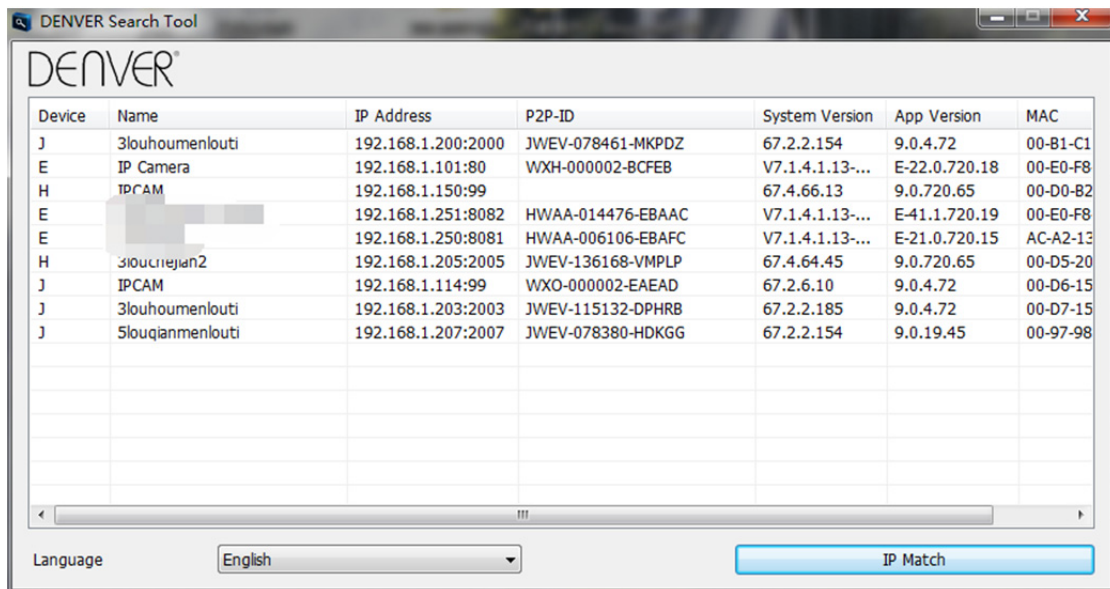 DENVER Search Tool
DENVER®
Device Name IP Address P2P-ID System Version App Version MAC
J 3louhoumenlouti 192.168.1.200:2000 JWEV-078461-MKPDZ 67.2.2.154 9.0.4.72 00-B1-C1
E IP Camera 192.168.1.101:80 WXH-000002-BCFEB V7.1.4.1.13-... E-22.0.720.18 00-E0-F8
H IPCAM 192.168.1.150:99 67.4.66.13 9.0.720.65 00-D0-B2
E 192.168.1.251:8082 HWAA-014476-EBAAC V7.1.4.1.13-... E-41.1.720.19 00-E0-F8
E 192.168.1.250:8081 HWAA-006106-EBAFC V7.1.4.1.13-... E-21.0.720.15 AC-A2-13
H 3louchejian2 192.168.1.205:2005 JWEV-136168-VMPLP 67.4.64.45 9.0.720.65 00-D5-20
J IPCAM 192.168.1.114:99 WXO-000002-EAEAD 67.2.6.10 9.0.4.72 00-D6-15
J 3louhoumenlouti 192.168.1.203:2003 JWEV-115132-DPHRB 67.2.2.185 9.0.4.72 00-D7-15
J 5louqianmenlouti 192.168.1.207:2007 JWEV-078380-HDKGG 67.2.2.154 9.0.19.45 00-97-98
Language English IP Match